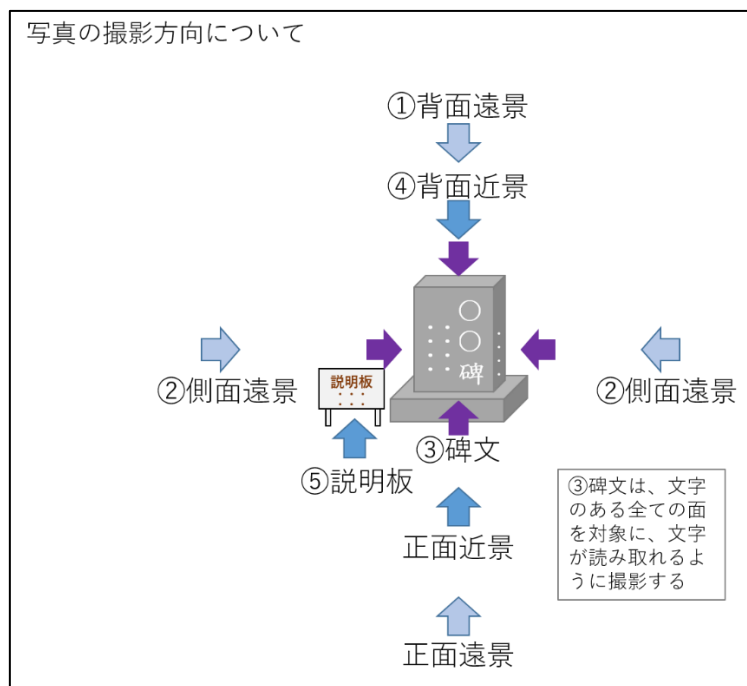 写真の撮影方向について
①背面遠景
④背面近景
○○碑
説明板
②側面遠景
②側面遠景
③碑文
⑤説明板
正面近景
正面遠景
③碑文は、文字
のある全ての面
を対象に、文字
が読み取れるよ
うに撮影する